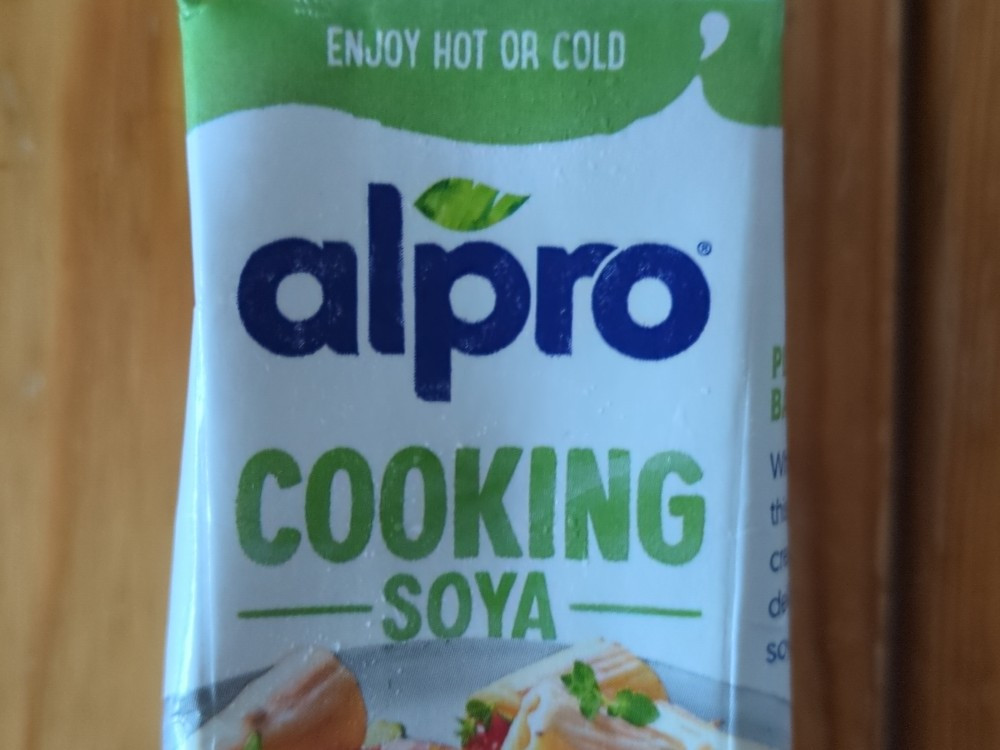 ENJOY HOT OR COLD
alpro®
COOKING
SOYA